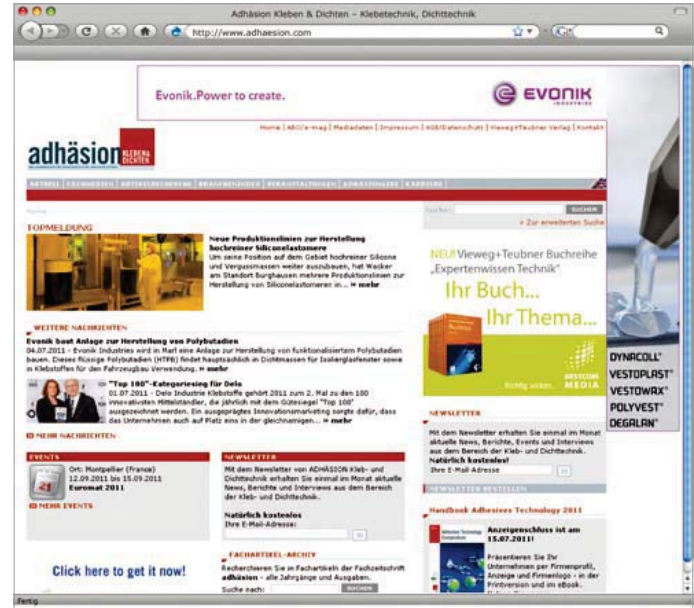 Adhäsion Kleben & Dichten – Klebetechnik, Dichttechnik
http://www.adhaesion.com
Evonik.Power to create.
EVONIK
INDUSTRIES
Home | ABO/e-mag | Mediadaten | Impressum | AGB/Datenschutz | Vieweg+Teubner Verlag | Kontakt
adhäsion KLEBEN &
DICHTEN
AKTUELL | FACHMESSEN | ARTIKELRECHERCHE | BRANCHENINDEX | VERANSTALTUNGEN | ADHÄSIONJOBS | KARRIERE
Home
Suche:
SUCHEN
» Zur erweiterten Suche
TOPMELDUNG
Neue Produktionslinien zur Herstellung
hochreiner Siliconelastomere
Um seine Position auf dem Gebiet hochreiner Silicone
und Vergussmassen weiter auszubauen, hat Wacker
am Standort Burghausen mehrere Produktionslinien zur
Herstellung von Siliconelastomeren in... » mehr
WEITERE NACHRICHTEN
Evonik baut Anlage zur Herstellung von Polybutadien
04.07.2011 - Evonik Industries wird in Marl eine Anlage zur Herstellung von funktionalisiertem Polybutadien
bauen. Dieses flüssige Polybutadien (HTPB) findet hauptsächlich in Dichtmassen für Isolierglasfenster sowie
in Klebstoffen für den Fahrzeugbau Verwendung. » mehr
"Top 100"-Kategoriesieg für Delo
01.07.2011 - Delo Industrie Klebstoffe gehört 2011 zum 2. Mal zu den 100
innovativsten Mittelständler, die jährlich mit dem Gütesiegel "Top 100"
ausgezeichnet werden. Ein ausgeprägtes Innovationsmarketing sorgte dafür, dass
das Unternehmen auch auf Platz eins in der gleichnamigen... » mehr
MEHR NACHRICHTEN
EVENTS
21
Ort: Montpellier (France)
12.09.2011 bis 15.09.2011
Euromat 2011
MEHR EVENTS
Click here to get it now!
NEWSLETTER
Mit dem Newsletter von ADHÄSION Kleb- und
Dichttechnik erhalten Sie einmal im Monat aktuelle
News, Berichte und Interviews aus dem Bereich
der Kleb- und Dichttechnik.
Natürlich kostenlos
Ihre E-Mail-Adresse:
FACHARTIKEL-ARCHIV
Recherchieren Sie in Fachartikeln der Fachzeitschrift
adhäsion - alle Jahrgänge und Ausgaben.
Suche nach:
SUCHEN
NEU! Vieweg+Teubner Buchreihe
„Expertenwissen Technik“
Ihr Buch...
Ihr Thema...
Richtig wirken.
BESTCOM
MEDIA
NEWSLETTER
Mit dem Newsletter erhalten Sie einmal im Monat
aktuelle News, Berichte, Events und Interviews
aus dem Bereich der Kleb- und Dichttechnik.
Natürlich kostenlos!
Ihre E-Mail Adresse
NEWSLETTER BESTELLEN
Handbook Adhesives Technology 2011
Anzeigenschluss ist am
15.07.2011!
Präsentieren Sie Ihr
Unternehmen per Firmenprofil,
Anzeige und Firmenlogo - in der
Printversion und im eBook.
DYNACOLL®
VESTOPLAST®
VESTOWAX®
POLYVEST®
DEGALAN®
Fertig